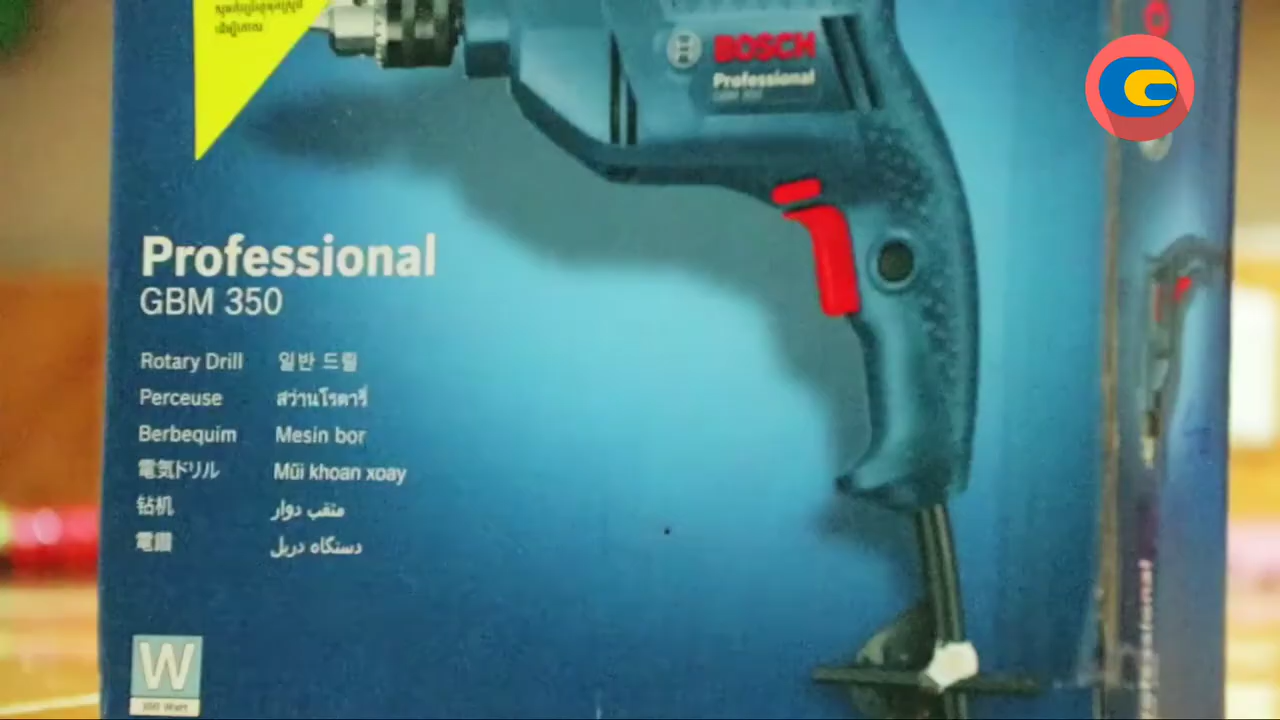 BOSCH
Professional
Professional
GBM 350
Rotary Drill
Perceuse
Berbequim
電気ドリル
钻机
電鑽
일반 드릴
สว่านโรตารี่
Mesin bor
Mũi khoan xoay
مثقب دوار
دستگاه دریل
W
350 Watt